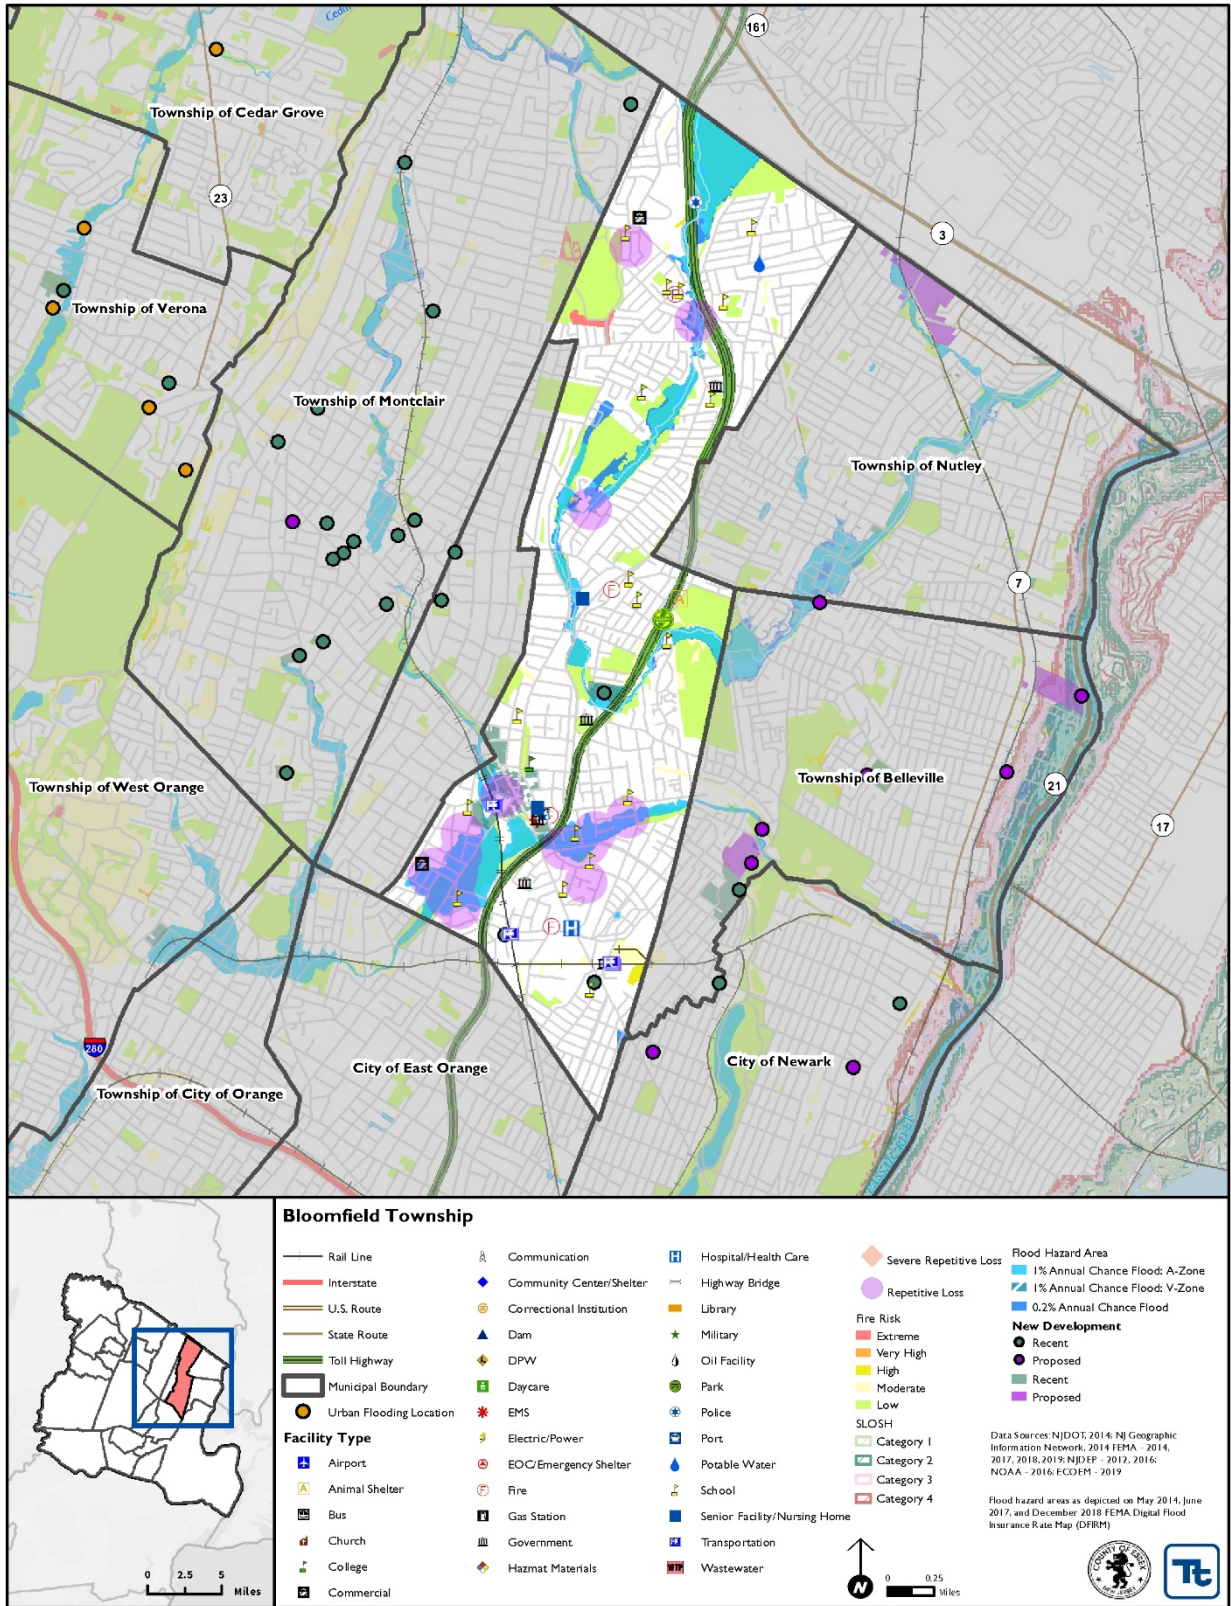 161
Township of Cedar Grove
23
3
Township of Verona
Township of Montclair
Township of Nutley
7
Township of West Orange
Township of Belleville
21
17
280
City of East Orange
City of Newark
Township of City of Orange
Bloomfield Township
Rail Line
Interstate
U.S. Route
State Route
Toll Highway
Municipal Boundary
Urban Flooding Location
Facility Type
Airport
Animal Shelter
Bus
Church
College
Commercial
Communication
Community Center/Shelter
Correctional Institution
Dam
DPW
Daycare
EMS
Electric/Power
EOC/Emergency Shelter
Fire
Gas Station
Government
Hazmat Materials
Hospital/Health Care
Highway Bridge
Library
Military
Oil Facility
Park
Police
Port
Potable Water
School
Senior Facility/Nursing Home
Transportation
WTP Wastewater
Severe Repetitive Loss
Repetitive Loss
Fire Risk
Extreme
Very High
High
Moderate
Low
SLOSH
Category 1
Category 2
Category 3
Category 4
Flood Hazard Area
1% Annual Chance Flood: A-Zone
1% Annual Chance Flood: V-Zone
0.2% Annual Chance Flood
New Development
Recent
Proposed
Recent
Proposed
Data Sources: NJDOT, 2014; NJ Geographic
Information Network, 2014 FEMA - 2014,
2017, 2018, 2019; NJDEP - 2012, 2016;
NOAA - 2016; ECOEM - 2019
Flood hazard areas as depicted on May 2014, June
2017, and December 2018 FEMA Digital Flood
Insurance Rate Map (DFIRM)
0 2.5 5
Miles
N
0 0.25
Miles
COUNTY OF ESSEX
NEW JERSEY
Tt